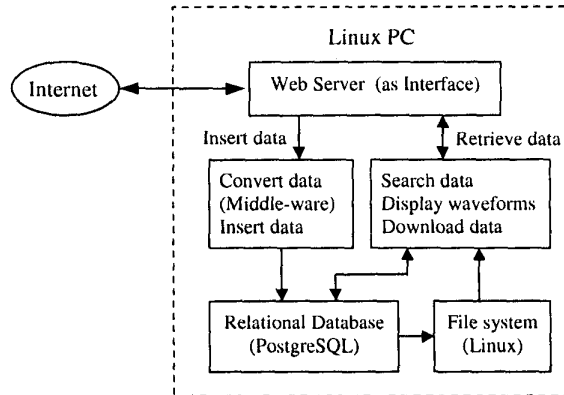 Linux PC
Internet
Web Server (as Interface)
Insert data
Retrieve data
Convert data
(Middle-ware)
Insert data
Search data
Display waveforms
Download data
Relational Database
(PostgreSQL)
File system
(Linux)